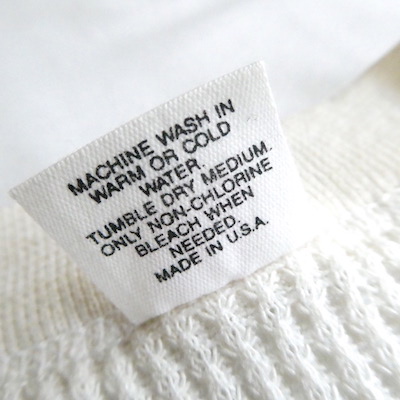 MACHINE WASH IN
WARM OR COLD
WATER.
TUMBLE DRY MEDIUM.
ONLY NON-CHLORINE
BLEACH WHEN
NEEDED.
MADE IN U.S.A.